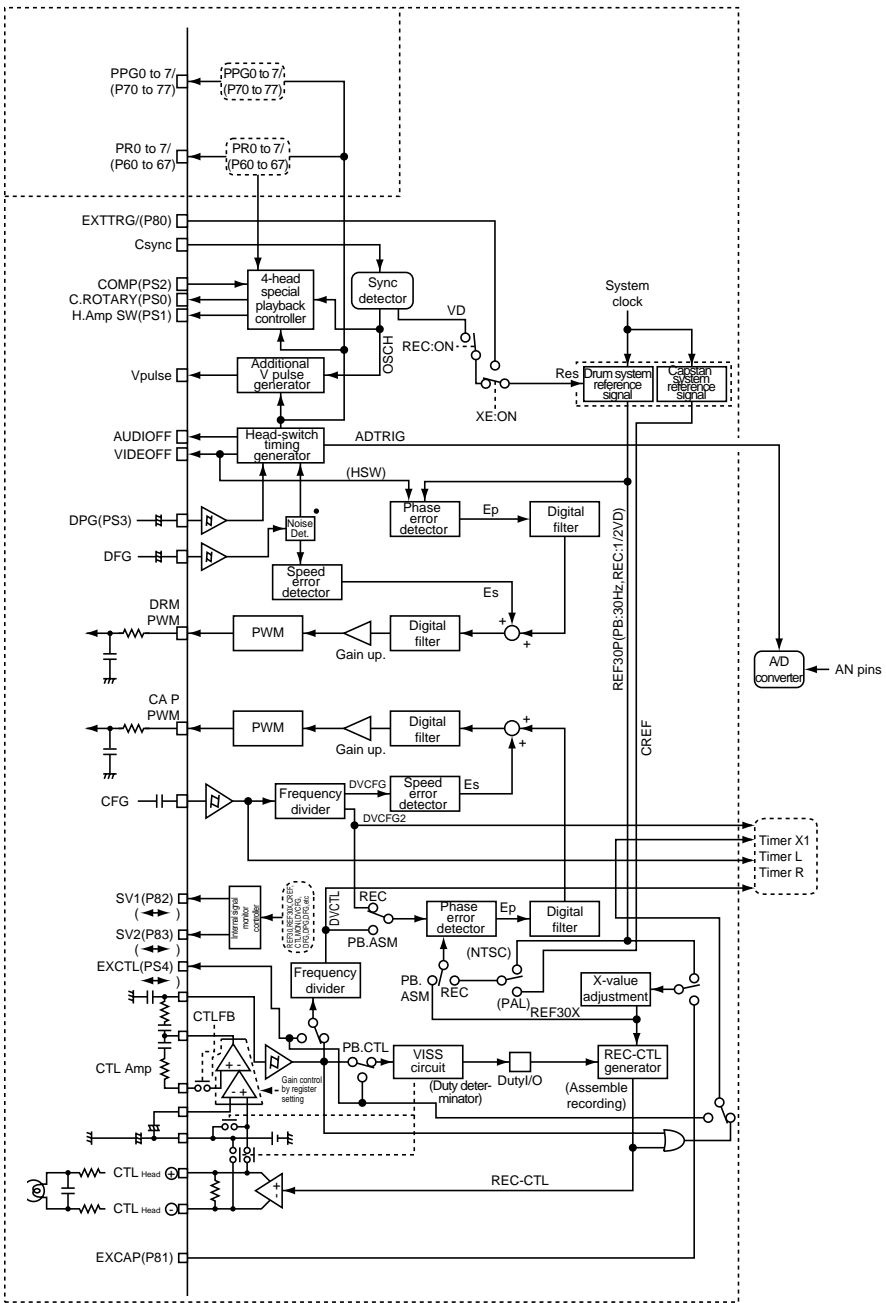 PPG0 to 7/
(P70 to 77)
PPG0 to 7/
(P70 to 77)
PR0 to 7/
(P60 to 67)
PR0 to 7/
(P60 to 67)
EXTTRG/(P80)
Csync
COMP(PS2)
C.ROTARY(PS0)
H.Amp SW(PS1)
4-head
special
playback
controller
Sync
detector
System
clock
VD
OSCH
REC:ON
Vpulse
Additional
V pulse
generator
Res
Drum system
reference
signal
Capstan
system
reference
signal
XE:ON
AUDIOFF
VIDEOFF
Head-switch
timing
generator
ADTRIG
(HSW)
DPG(PS3)
Noise
Det.
Phase
error
detector
Ep
Digital
filter
DFG
Speed
error
detector
Es
DRM
PWM
PWM
Gain up.
Digital
filter
+
+
REF30P(PB:30Hz,REC:1/2VD)
A/D
converter
AN pins
CA P
PWM
PWM
Gain up.
Digital
filter
+
+
CREF
CFG
Frequency
divider
DVCFG
Speed
error
detector
Es
DVCFG2
Timer X1
Timer L
Timer R
SV1(P82)
( )
SV2(P83)
( )
Internal signal
monitor
controller
REF30,REF30X,CREF,
CTLMONI,DVCFG,
DFG,DPG,DFG,etc
DVCTL
REC
PB.ASM
Phase
error
detector
Ep
Digital
filter
(NTSC)
EXCTL(PS4)
( )
Frequency
divider
PB.
ASM
REC
(PAL)
X-value
adjustment
REF30X
CTLFB
+ -
- +
CTL Amp
Gain control
by register
setting
PB.CTL
VISS
circuit
(Duty deter-
minator)
DutyI/O
REC-CTL
generator
(Assemble
recording)
CTL Head +
+
-
REC-CTL
CTL Head -
EXCAP(P81)